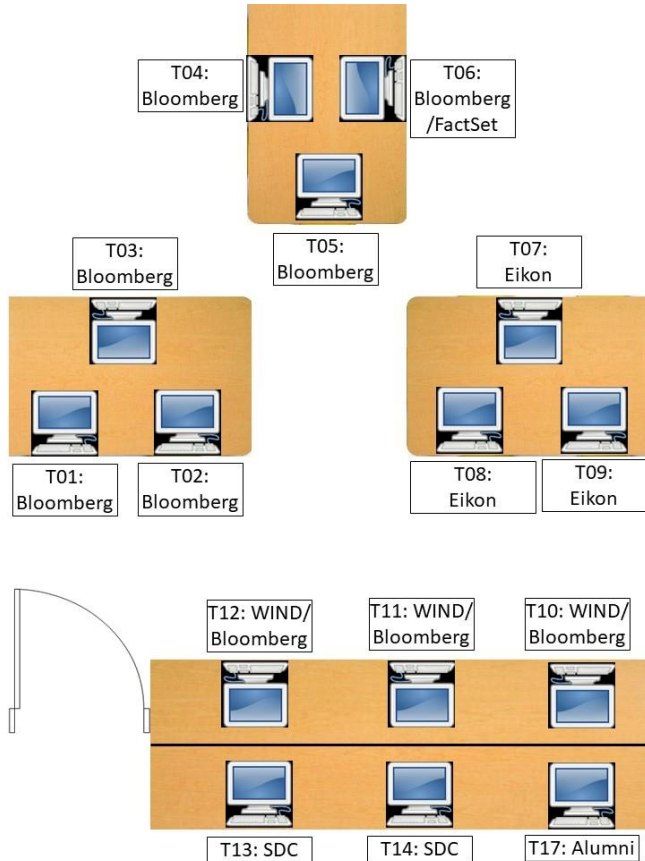 T04:
Bloomberg
T06:
Bloomberg
/FactSet
T05:
Bloomberg
T03:
Bloomberg
T07:
Eikon
T01:
Bloomberg
T02:
Bloomberg
T08:
Eikon
T09:
Eikon
T12: WIND/
Bloomberg
T11: WIND/
Bloomberg
T10: WIND/
Bloomberg
T13: SDC
T14: SDC
T17: Alumni